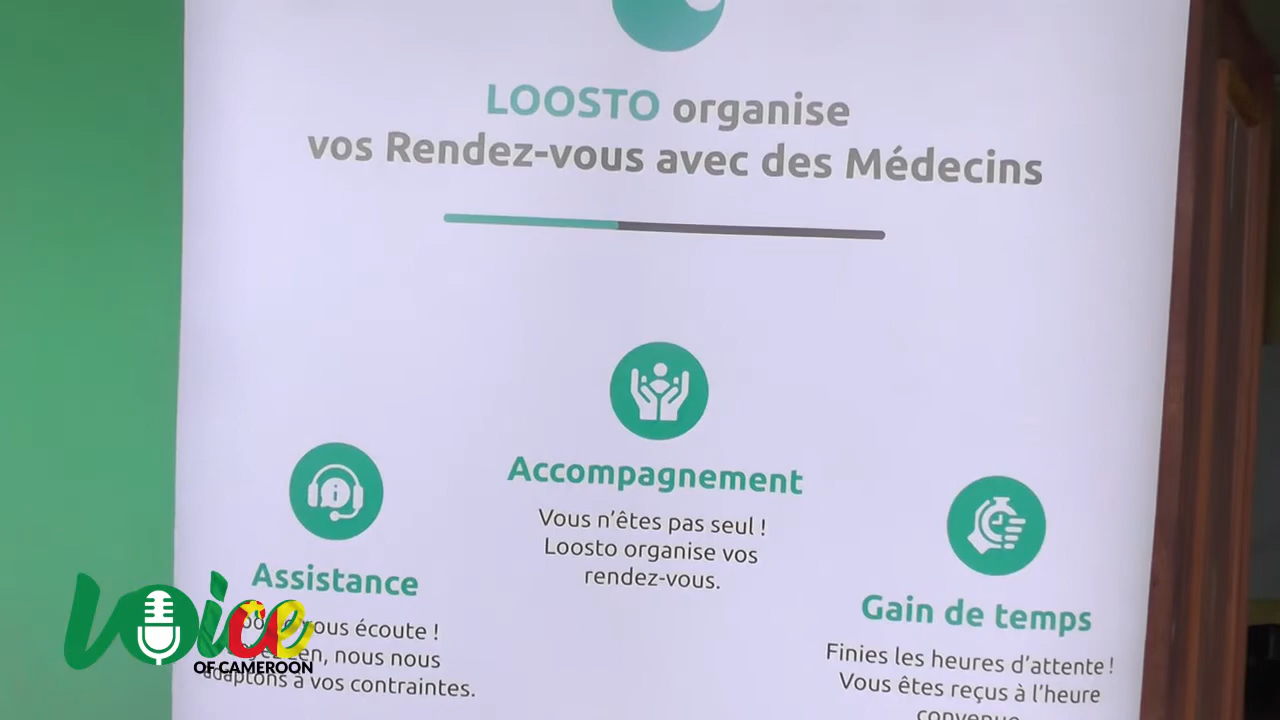 LOOSTO organise
vos Rendez-vous avec des Médecins
Accompagnement
Vous n'êtes pas seul !
Loosto organise vos
rendez-vous.
Assistance
vous écoute !
nous nous
adaptons à vos contraintes.
Gain de temps
Finies les heures d'attente !
Vous êtes reçus à l'heure
convenue
Voice
OF CAMEROON